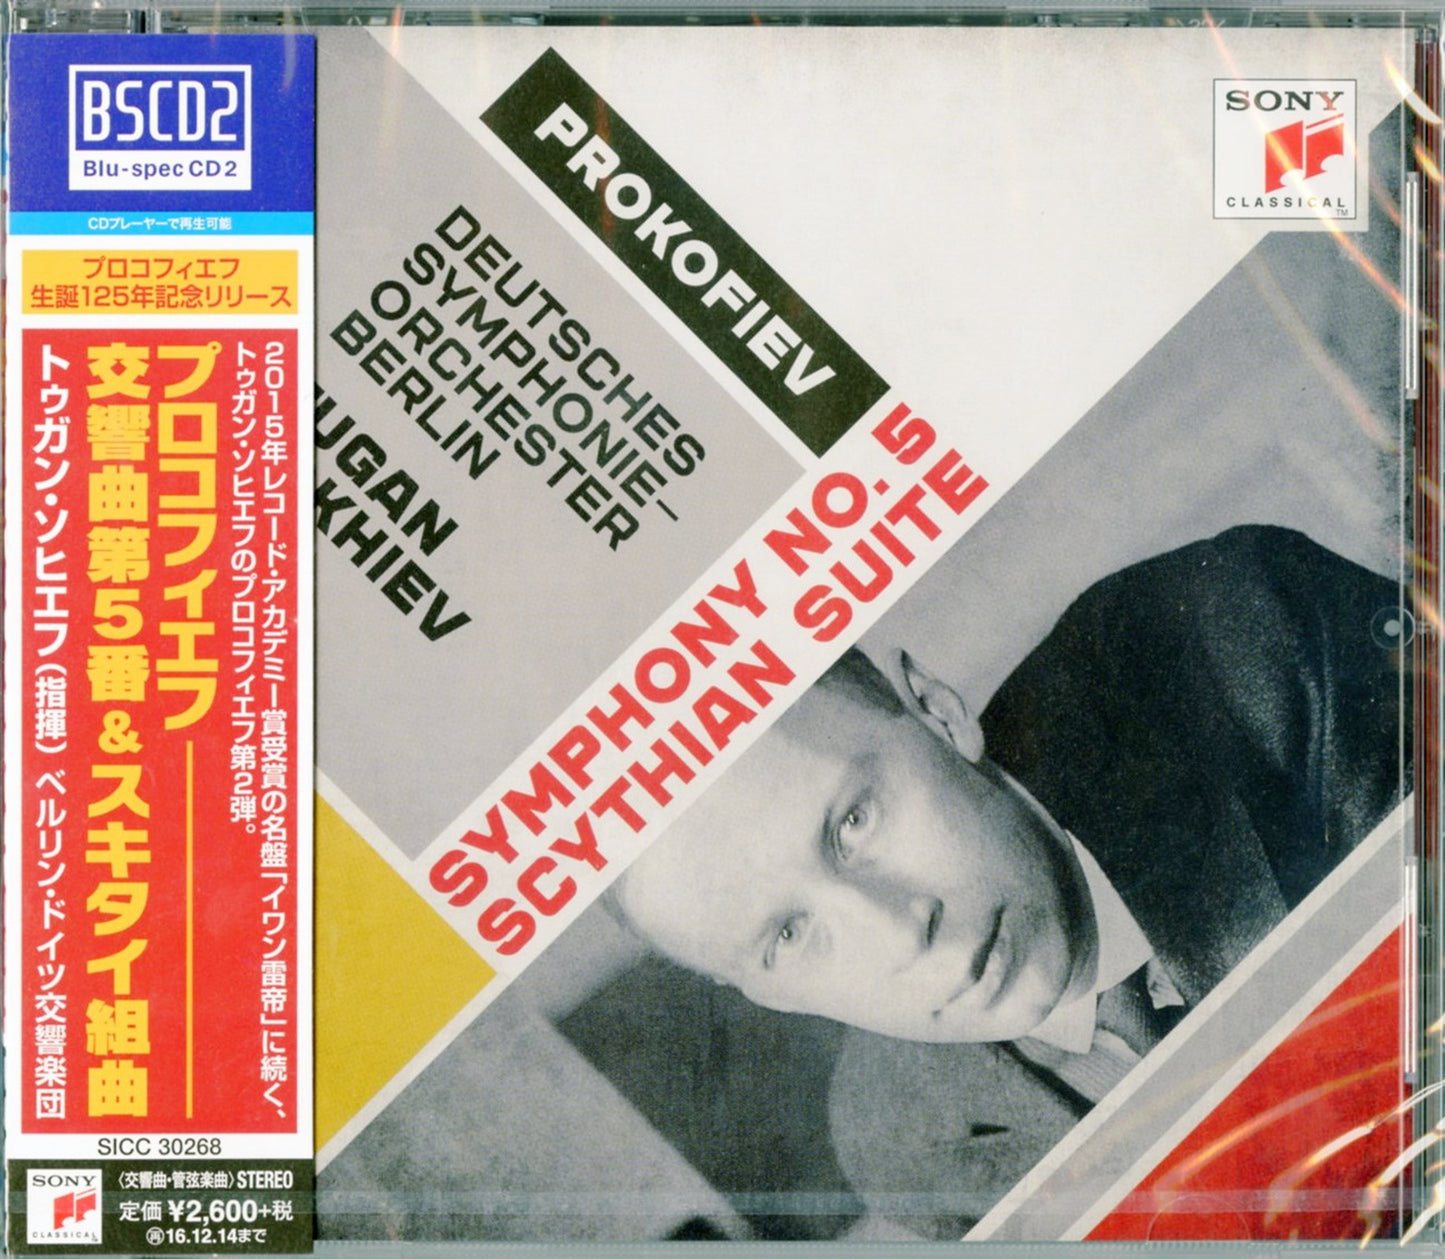 BSCD2
Blu-spec CD2
CDプレーヤーで再生可能
プロコフィエフ
生誕125年記念リリース
2015年レコード・アカデミー賞受賞の名盤「イワン雷帝」に続く、
トゥガン・ソヒエフのプロコフィエフ第2弾。
プロコフィエフ
交響曲第5番&スキタイ組曲
トゥガン・ソヒエフ(指揮) ベルリン・ドイツ交響楽団
SICC 30268
SONY
CLASSICAL
〈交響曲・管弦楽曲〉STEREO
定価 ¥2,600+税
再16.12.14まで
PROKOFIEV
DEUTSCHES
SYMPHONIE-
ORCHESTER
BERLIN
UGAN
KHIEV
SYMPHONY NO. 5
SCYTHIAN SUITE
SONY
CLASSICAL
TM